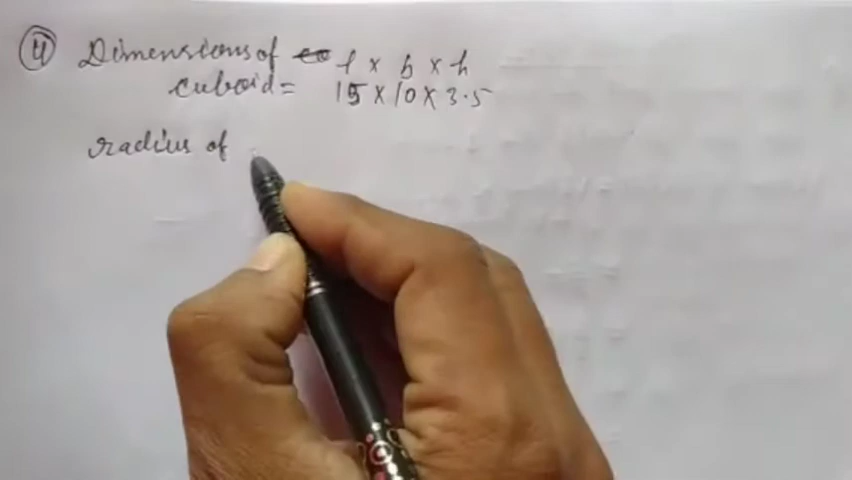 4 Dimensions of l x b x h
cuboid = 15 x 10 x 3.5
radius of